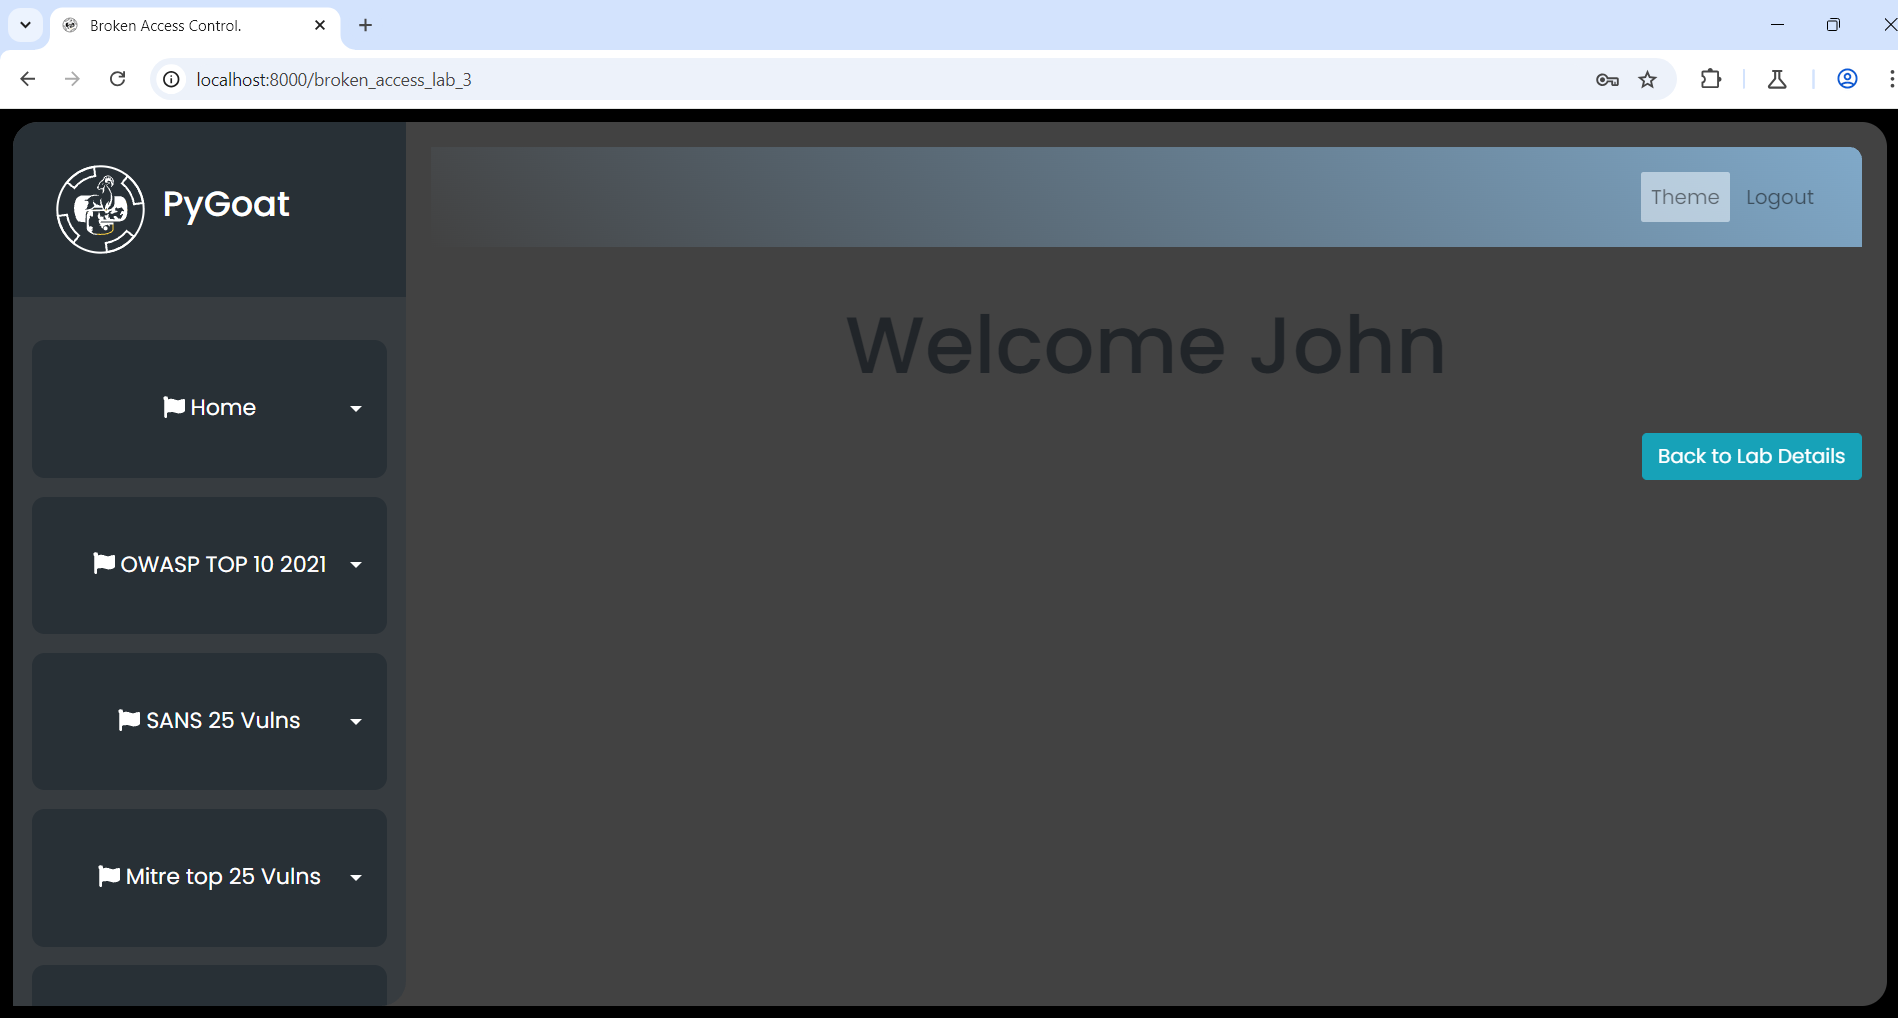 Broken Access Control.
localhost:8000/broken_access_lab_3
PyGoat
Theme Logout
Welcome John
Back to Lab Details
Home
OWASP TOP 10 2021
SANS 25 Vulns
Mitre top 25 Vulns